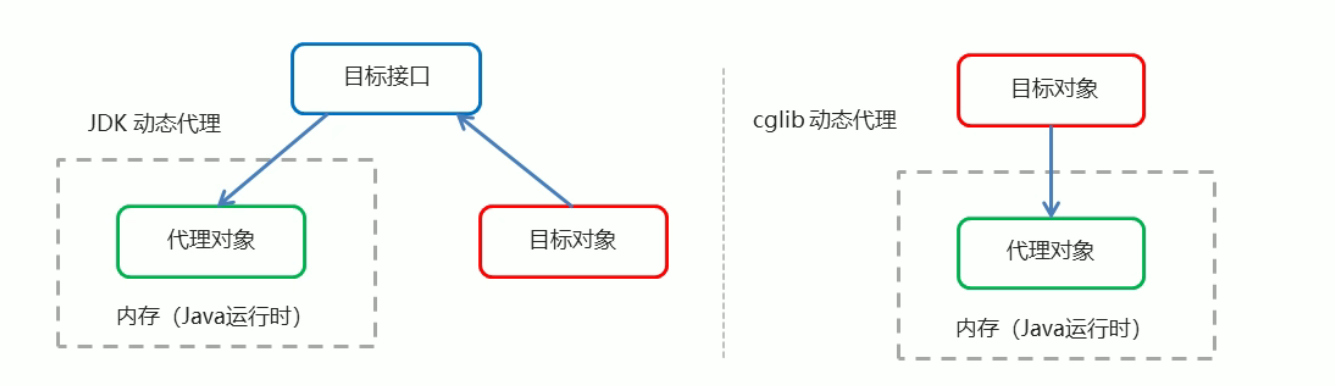 JDK 动态代理
目标接口
代理对象
目标对象
内存（Java运行时）
cglib 动态代理
目标对象
代理对象
内存（Java运行时）